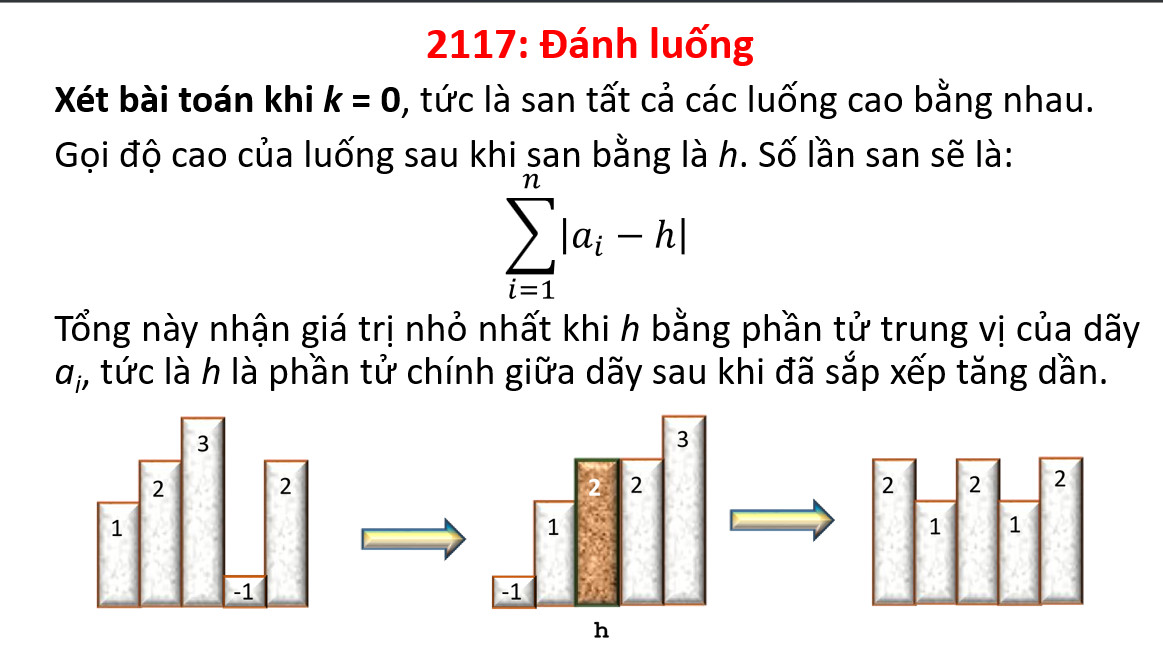 2117: Đánh luống
Xét bài toán khi k = 0, tức là san tất cả các luống cao bằng nhau.
Gọi độ cao của luống sau khi san bằng là h. Số lần san sẽ là:
n
∑|aᵢ − h|
i=1
Tổng này nhận giá trị nhỏ nhất khi h bằng phần tử trung vị của dãy
aᵢ, tức là h là phần tử chính giữa dãy sau khi đã sắp xếp tăng dần.
1 2 3 -1 2
-1 1 2 2 3
h
2 1 2 1 2